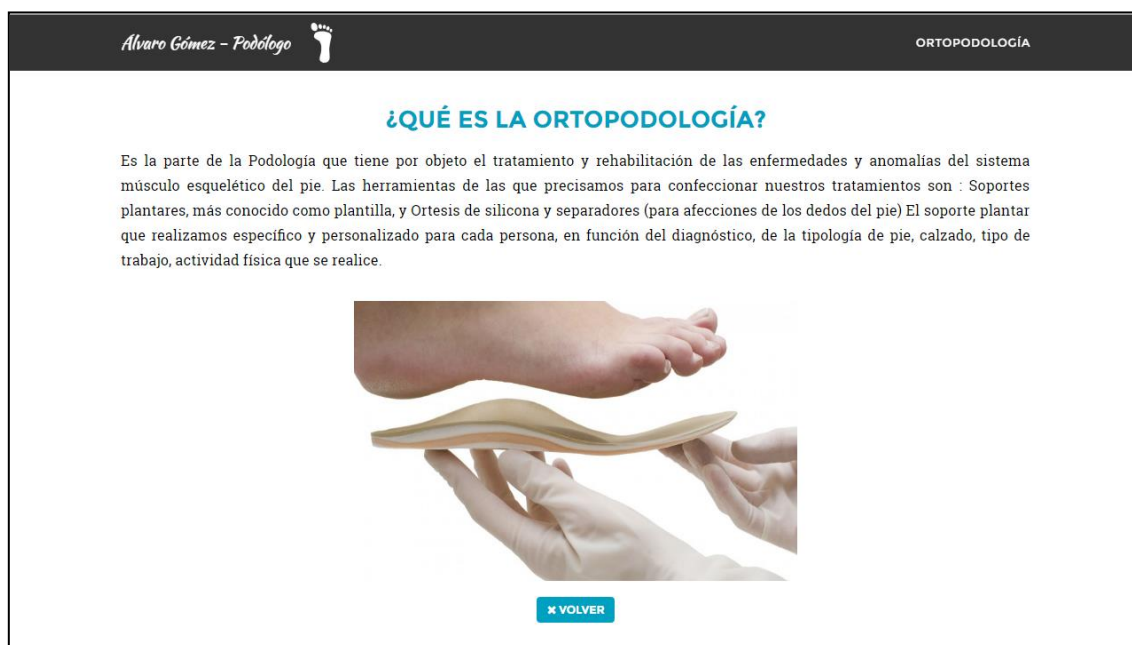 Álvaro Gómez - Podólogo
ORTOPODOLOGÍA
¿QUÉ ES LA ORTOPODOLOGÍA?
Es la parte de la Podología que tiene por objeto el tratamiento y rehabilitación de las enfermedades y anomalías del sistema
músculo esquelético del pie. Las herramientas de las que precisamos para confeccionar nuestros tratamientos son : Soportes
plantares, más conocido como plantilla, y Ortesis de silicona y separadores (para afecciones de los dedos del pie) El soporte plantar
que realizamos específico y personalizado para cada persona, en función del diagnóstico, de la tipología de pie, calzado, tipo de
trabajo, actividad física que se realice.
✖ VOLVER